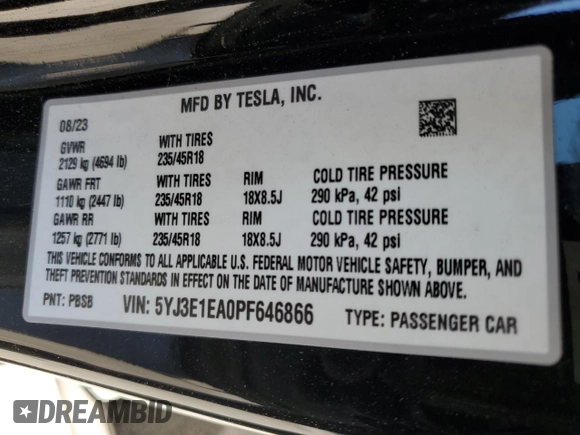 MFD BY TESLA, INC.
08/23
GVWR WITH TIRES
2129 kg (4694 lb) 235/45R18
GAWR FRT WITH TIRES RIM COLD TIRE PRESSURE
1110 kg (2447 lb) 235/45R18 18X8.5J 290 kPa, 42 psi
GAWR RR WITH TIRES RIM COLD TIRE PRESSURE
1257 kg (2771 lb) 235/45R18 18X8.5J 290 kPa, 42 psi
THIS VEHICLE CONFORMS TO ALL APPLICABLE U.S. FEDERAL MOTOR VEHICLE SAFETY, BUMPER, AND
THEFT PREVENTION STANDARDS IN EFFECT ON THE DATE OF MANUFACTURE SHOWN ABOVE.
PNT: PBSB VIN: 5YJ3E1EA0PF646866 TYPE: PASSENGER CAR
DREAMBID